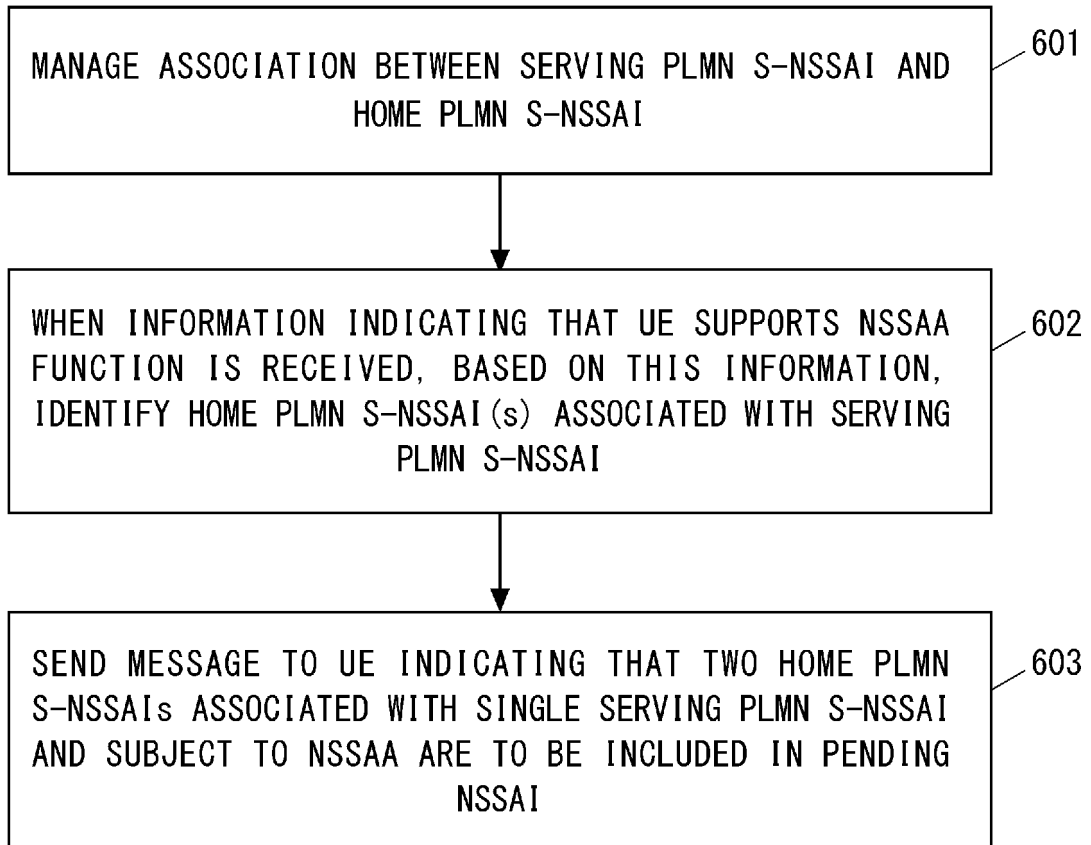 MANAGE ASSOCIATION BETWEEN SERVING PLMN S-NSSAI AND
HOME PLMN S-NSSAI
601
WHEN INFORMATION INDICATING THAT UE SUPPORTS NSSAA
FUNCTION IS RECEIVED, BASED ON THIS INFORMATION,
IDENTIFY HOME PLMN S-NSSAI(s) ASSOCIATED WITH SERVING
PLMN S-NSSAI
602
SEND MESSAGE TO UE INDICATING THAT TWO HOME PLMN
S-NSSAIs ASSOCIATED WITH SINGLE SERVING PLMN S-NSSAI
AND SUBJECT TO NSSAA ARE TO BE INCLUDED IN PENDING
NSSAI
603